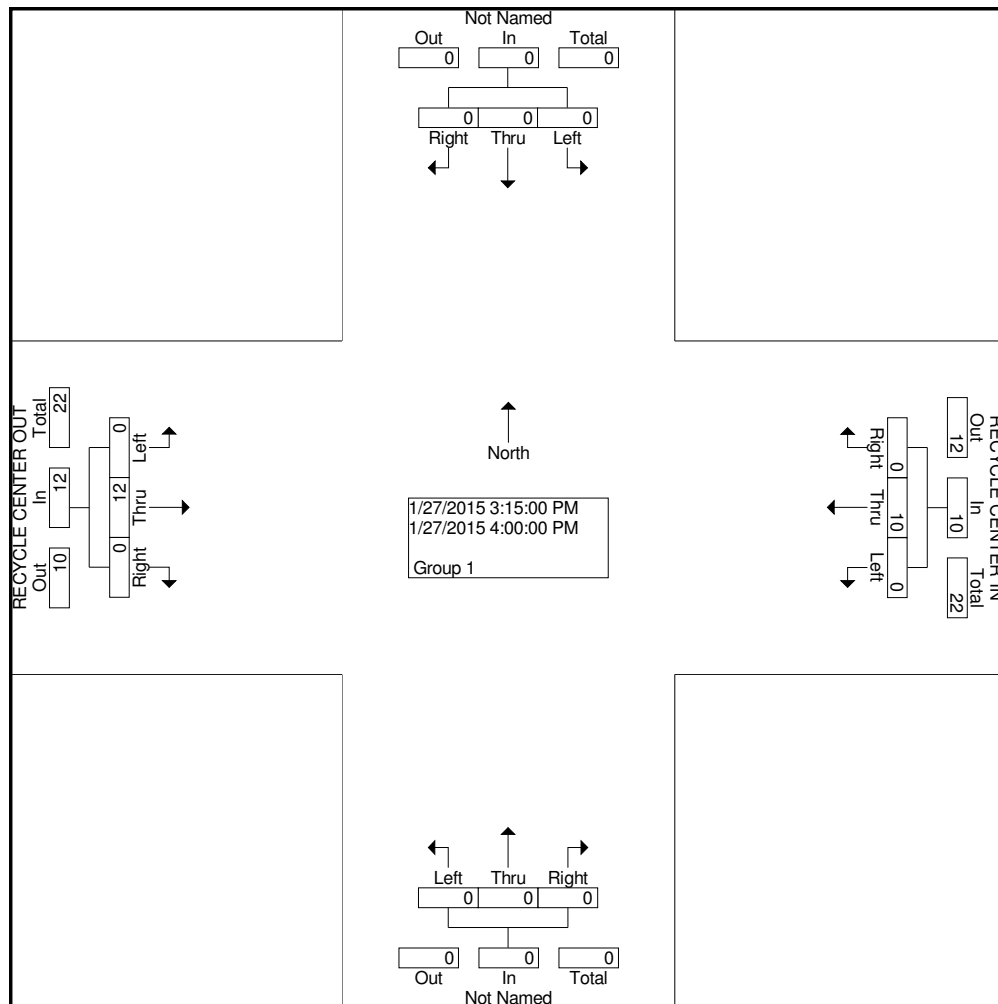 Not Named
Out In Total
0 0 0
0 0 0
Right Thru Left
RECYCLE CENTER OUT
Out In Total
10 12 22
0 12 0
Right Thru Left
North
1/27/2015 3:15:00 PM
1/27/2015 4:00:00 PM
Group 1
RECYCLE CENTER IN
Out In Total
12 10 22
0 10 0
Right Thru Left
Left Thru Right
0 0 0
0 0 0
Out In Total
Not Named